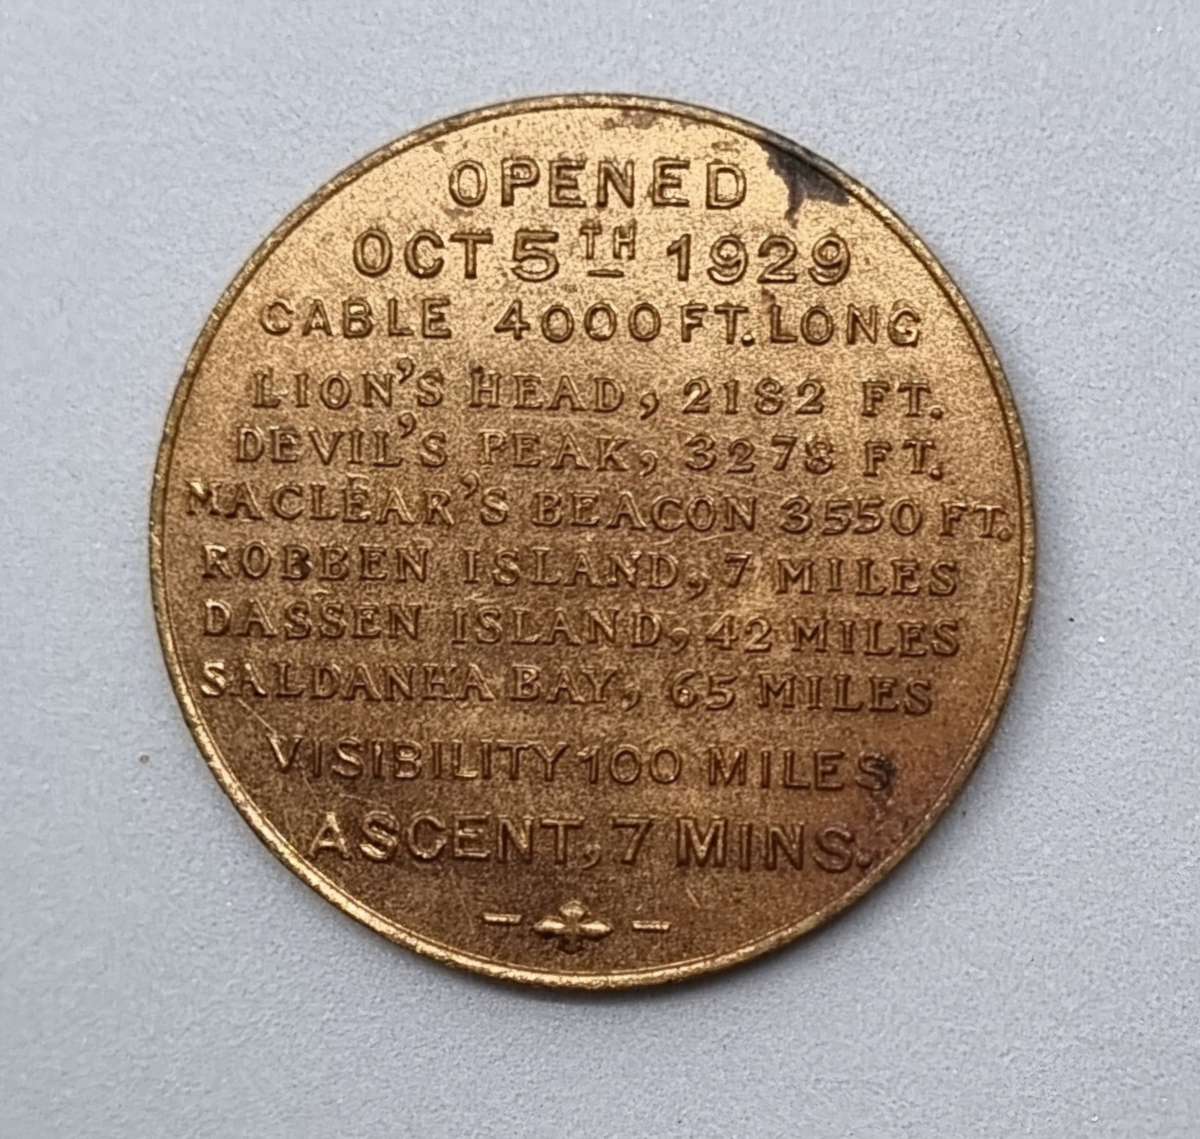 OPENED
OCT 5TH 1929
CABLE 4000 FT. LONG
LION'S HEAD, 2182 FT.
DEVIL'S PEAK, 3278 FT.
MACLEAR'S BEACON 3550 FT.
ROBBEN ISLAND, 7 MILES
DASSEN ISLAND, 42 MILES
SALDANHA BAY, 65 MILES
VISIBILITY 100 MILES
ASCENT, 7 MINS.